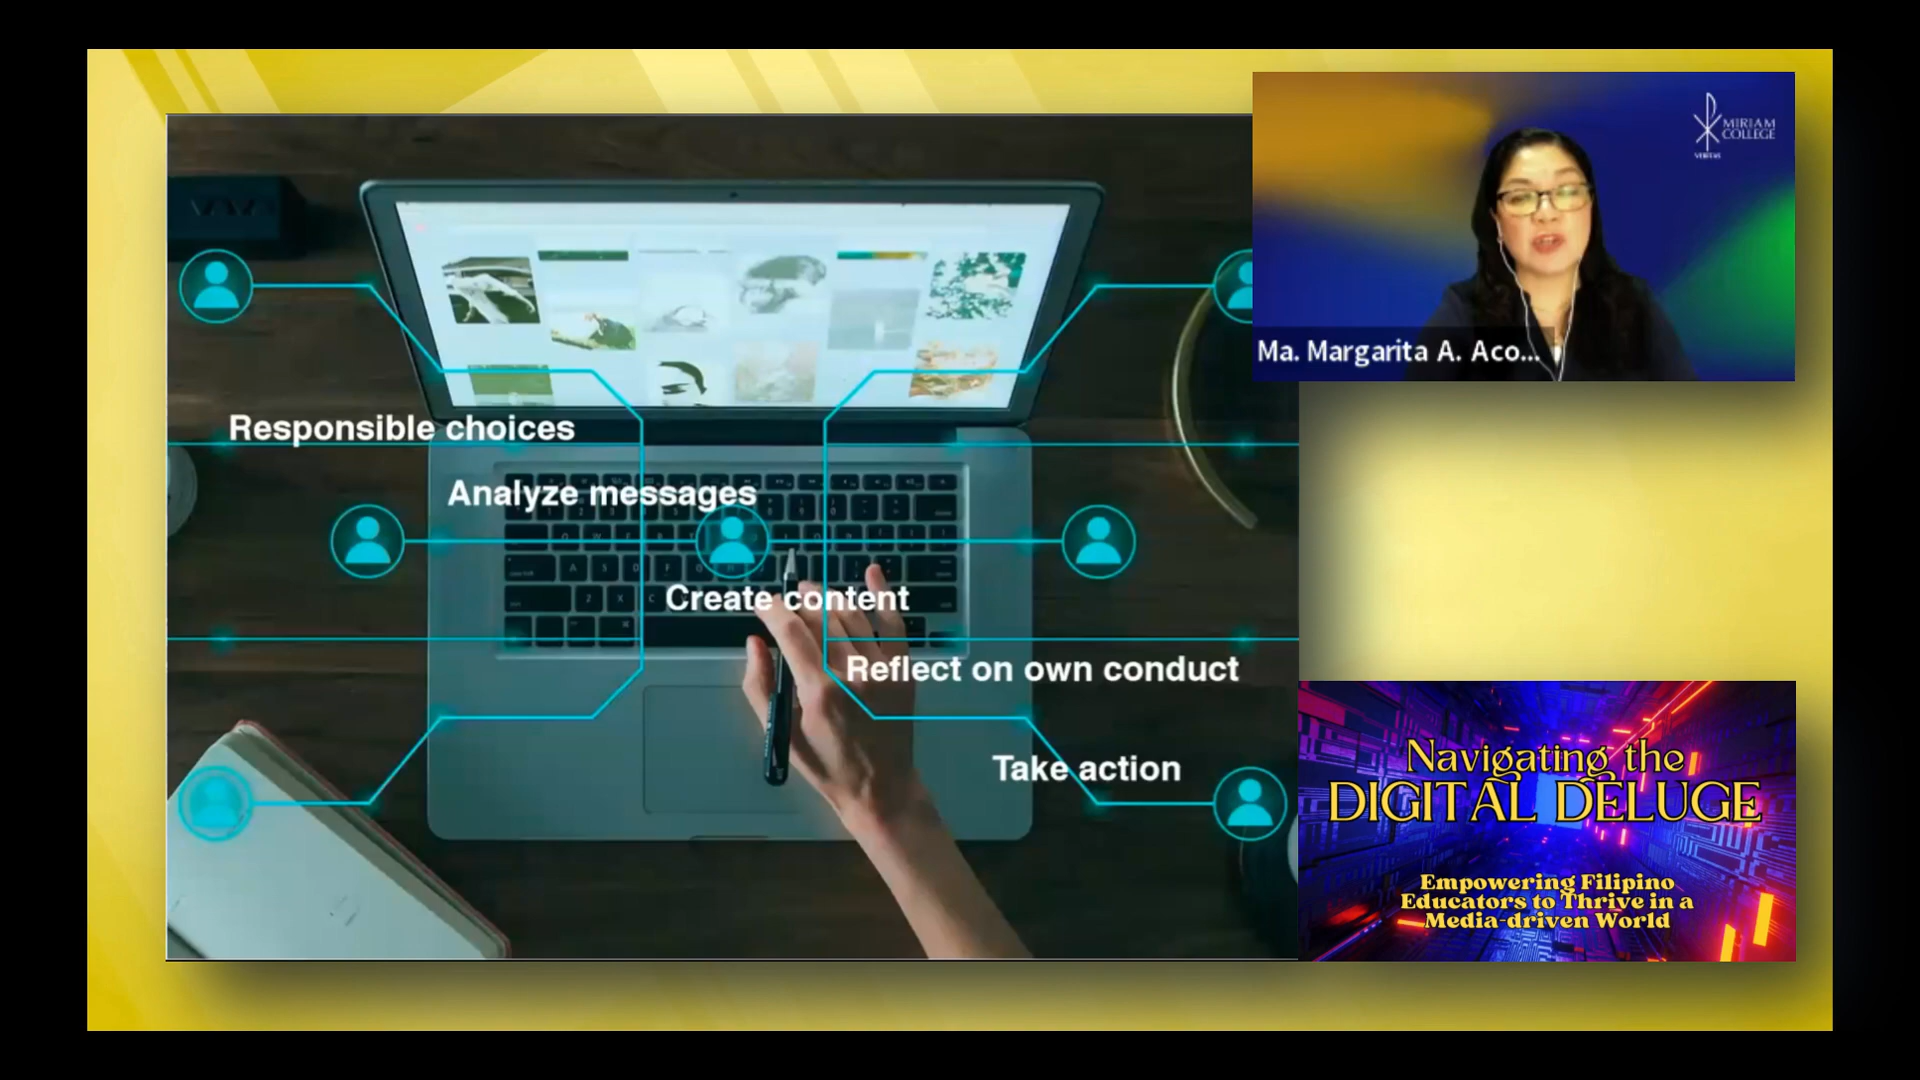 MIRIAM
COLLEGE
VERITAS
Ma. Margarita A. Aco...
Responsible choices
Analyze messages
Create content
Reflect on own conduct
Take action
Navigating the
DIGITAL DELUGE
Empowering Filipino
Educators to Thrive in a
Media-driven World